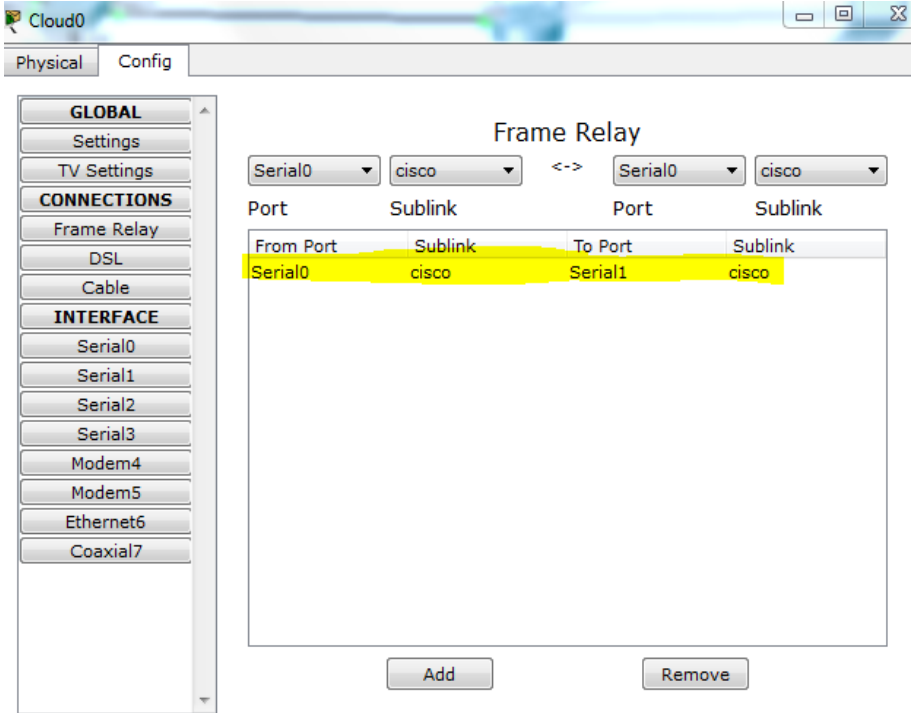 Cloud0
Physical Config
GLOBAL
Settings
TV Settings
CONNECTIONS
Frame Relay
DSL
Cable
INTERFACE
Serial0
Serial1
Serial2
Serial3
Modem4
Modem5
Ethernet6
Coaxial7
Frame Relay
Serial0 cisco <-> Serial0 cisco
Port Sublink Port Sublink
From Port Sublink To Port Sublink
Serial0 cisco Serial1 cisco
Add Remove